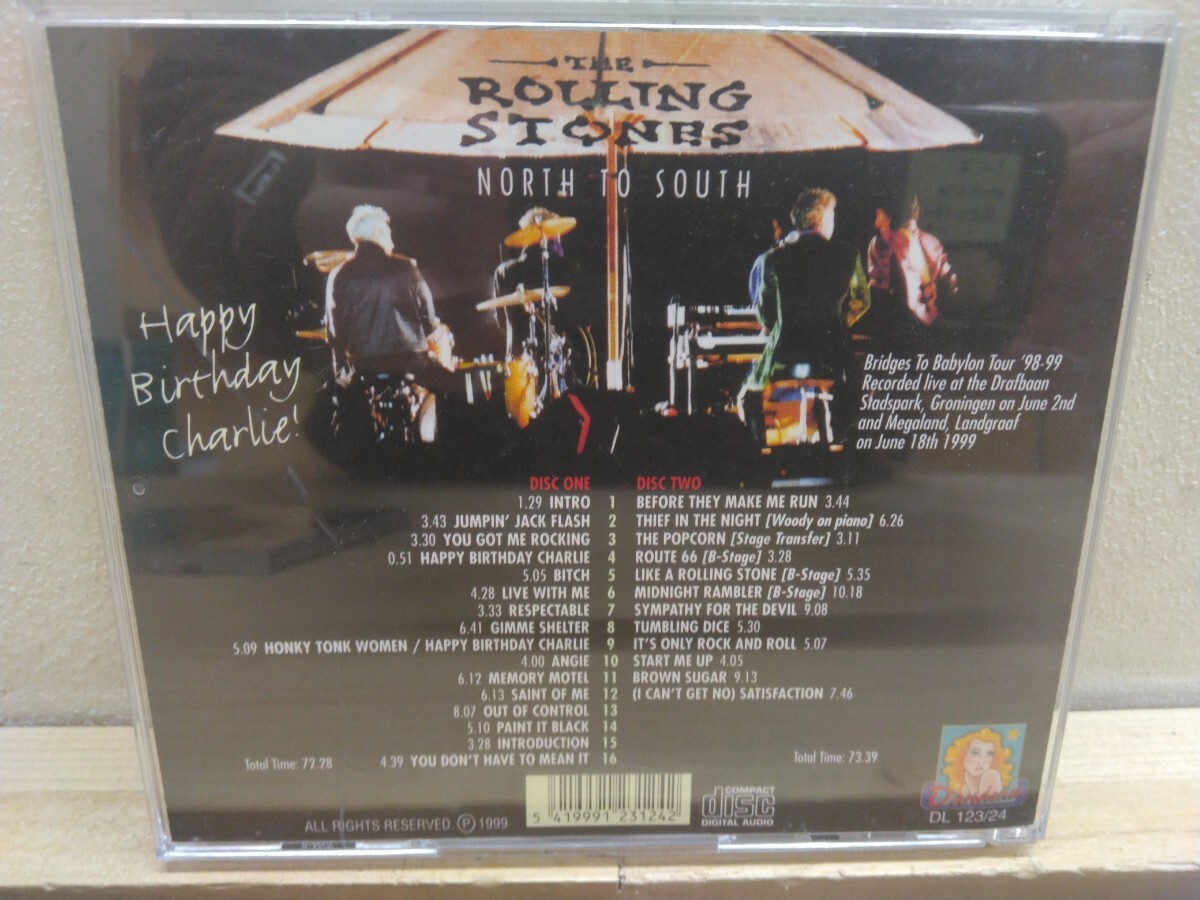 THE
ROLLING
STONES
NORTH TO SOUTH
Happy
Birthday
Charlie!
Bridges To Babylon Tour '98-99
Recorded live at the Drafbaan
Stadspark, Groningen on June 2nd
and Megaland, Landgraaf
on June 18th 1999
DISC ONE
1.29 INTRO 1
3.43 JUMPIN' JACK FLASH 2
3.30 YOU GOT ME ROCKING 3
0.51 HAPPY BIRTHDAY CHARLIE 4
5.05 BITCH 5
4.28 LIVE WITH ME 6
3.33 RESPECTABLE 7
6.41 GIMME SHELTER 8
5.09 HONKY TONK WOMEN / HAPPY BIRTHDAY CHARLIE 9
4.00 ANGIE 10
6.12 MEMORY MOTEL 11
6.13 SAINT OF ME 12
8.07 OUT OF CONTROL 13
5.10 PAINT IT BLACK 14
3.28 INTRODUCTION 15
4.39 YOU DON'T HAVE TO MEAN IT 16
Total Time: 72.28
DISC TWO
BEFORE THEY MAKE ME RUN 3.44
THIEF IN THE NIGHT [Woody on piano] 6.26
THE POPCORN [Stage Transfer] 3.11
ROUTE 66 [B-Stage] 3.28
LIKE A ROLLING STONE [B-Stage] 5.35
MIDNIGHT RAMBLER [B-Stage] 10.18
SYMPATHY FOR THE DEVIL 9.08
TUMBLING DICE 5.30
IT'S ONLY ROCK AND ROLL 5.07
START ME UP 4.05
BROWN SUGAR 9.13
(I CAN'T GET NO) SATISFACTION 7.46
Total Time: 73.39
ALL RIGHTS RESERVED Ⓟ 1999
5 419991 231242
COMPACT
disc
DIGITAL AUDIO
DL 123/24